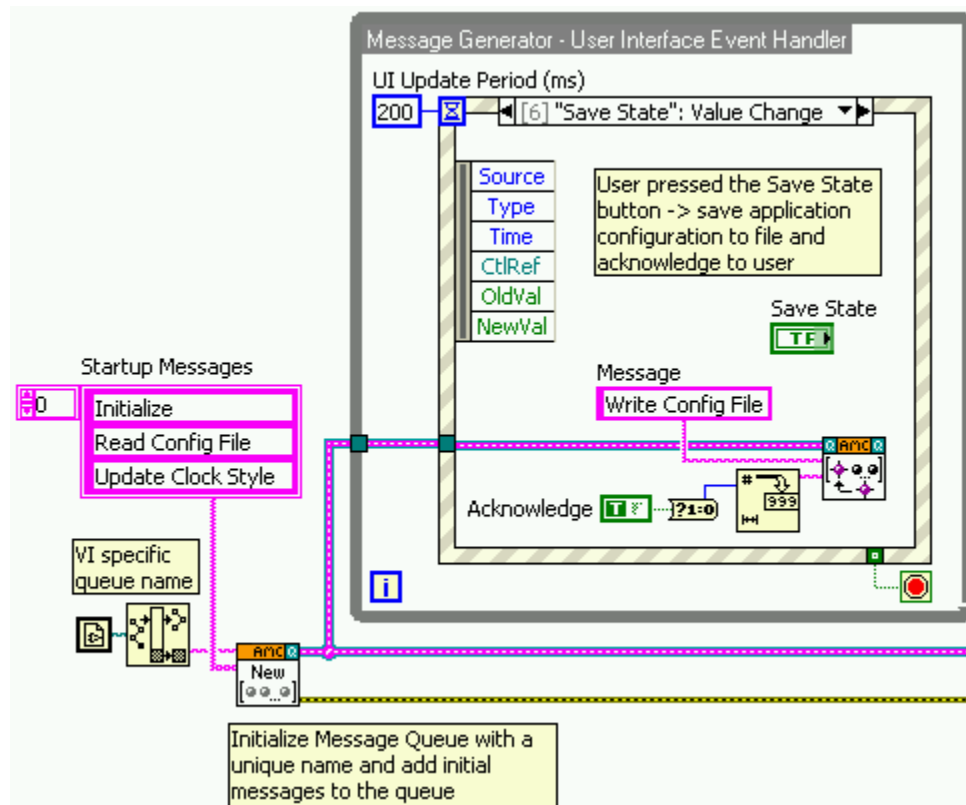 Message Generator - User Interface Event Handler
UI Update Period (ms)
200
[6] "Save State": Value Change
Source
Type
Time
CtlRef
OldVal
NewVal
User pressed the Save State
button -> save application
configuration to file and
acknowledge to user
Save State
TF
Startup Messages
0
Initialize
Read Config File
Update Clock Style
Message
Write Config File
Q AMC Q
Acknowledge
T F
?1:0
#
999
i
VI specific
queue name
AMC Q
New
Initialize Message Queue with a
unique name and add initial
messages to the queue